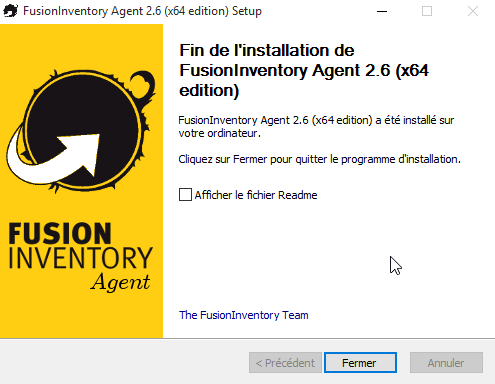 FusionInventory Agent 2.6 (x64 edition) Setup
Fin de l'installation de
FusionInventory Agent 2.6 (x64
edition)
FusionInventory Agent 2.6 (x64 edition) a été installé sur
votre ordinateur.
Cliquez sur Fermer pour quitter le programme d'installation.
Afficher le fichier Readme
FUSION
INVENTORY
Agent
The FusionInventory Team
< Précédent Fermer Annuler